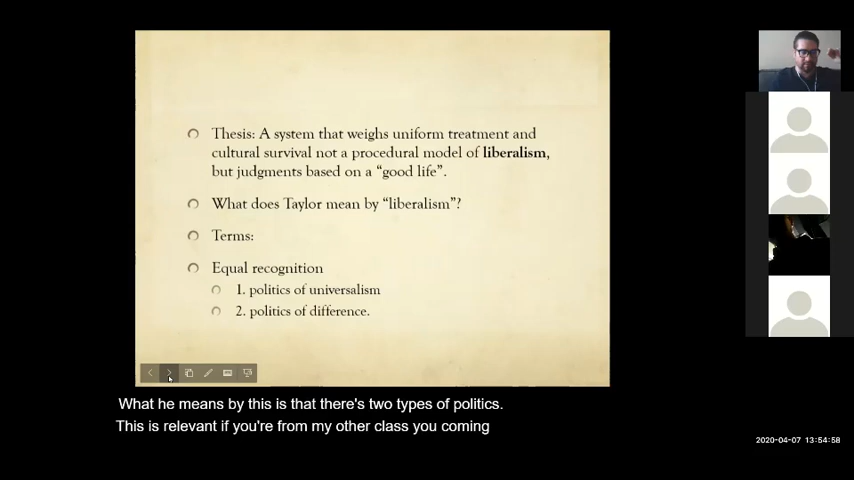 Thesis: A system that weighs uniform treatment and
cultural survival not a procedural model of liberalism,
but judgments based on a “good life”.
What does Taylor mean by “liberalism”?
Terms:
Equal recognition
1. politics of universalism
2. politics of difference.
What he means by this is that there's two types of politics.
This is relevant if you're from my other class you coming
2020-04-07 13:54:58